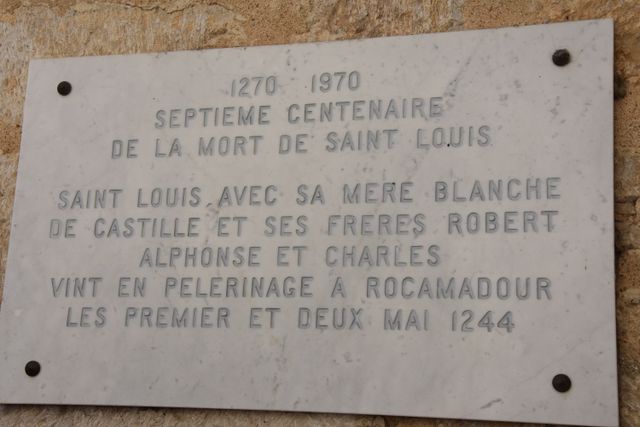 1270 1970
SEPTIEME CENTENAIRE
DE LA MORT DE SAINT LOUIS
SAINT LOUIS AVEC SA MERE BLANCHE
DE CASTILLE ET SES FRERES ROBERT
ALPHONSE ET CHARLES
VINT EN PELERINAGE A ROCAMADOUR
LES PREMIER ET DEUX MAI 1244